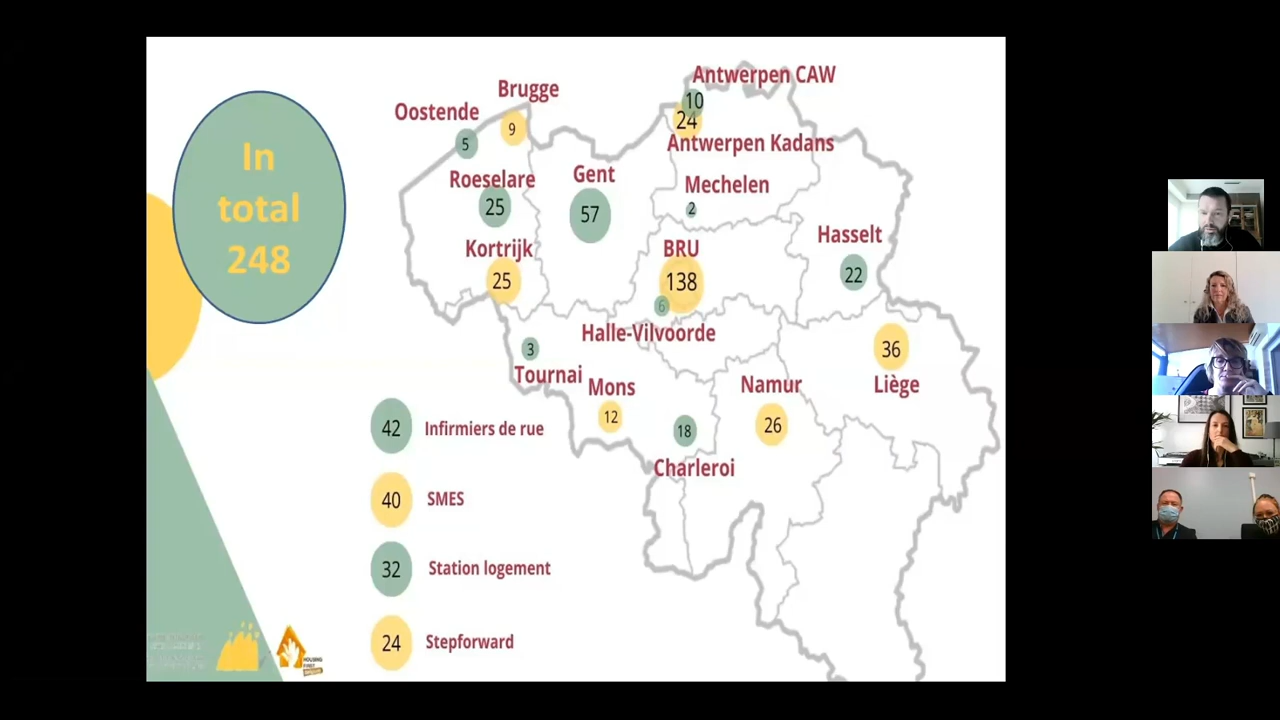 In
total
248
Antwerpen CAW
10
24
Antwerpen Kadans
Brugge
9
Oostende
5
Roeselare
25
Gent
57
Mechelen
2
Kortrijk
25
BRU
138
6
Halle-Vilvoorde
Hasselt
22
3
Tournai
Mons
12
18
Charleroi
Namur
26
36
Liège
42 Infirmiers de rue
40 SMES
32 Station logement
24 Stepforward
HOUSING
FIRST